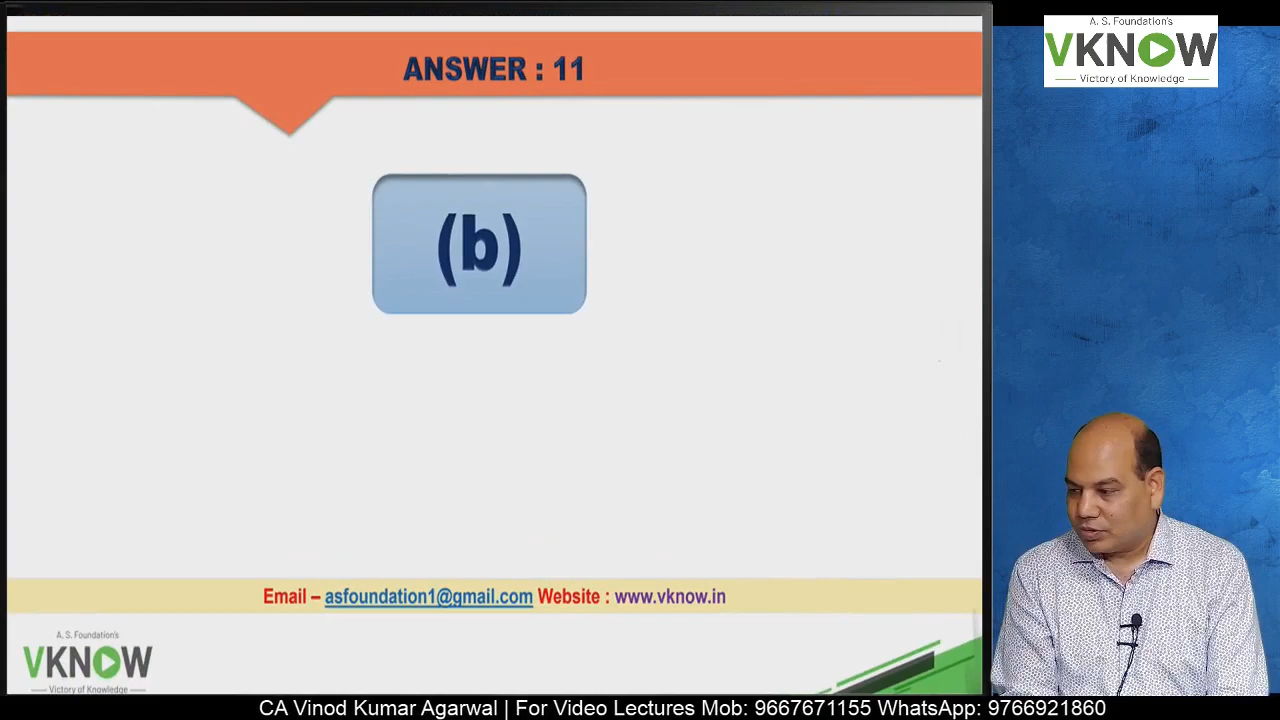 ANSWER : 11
A. S. Foundation's
VKNOW
Victory of Knowledge
(b)
Email – asfoundation1@gmail.com Website : www.vknow.in
A. S. Foundation's
VKNOW
Victory of Knowledge
CA Vinod Kumar Agarwal | For Video Lectures Mob: 9667671155 WhatsApp: 9766921860